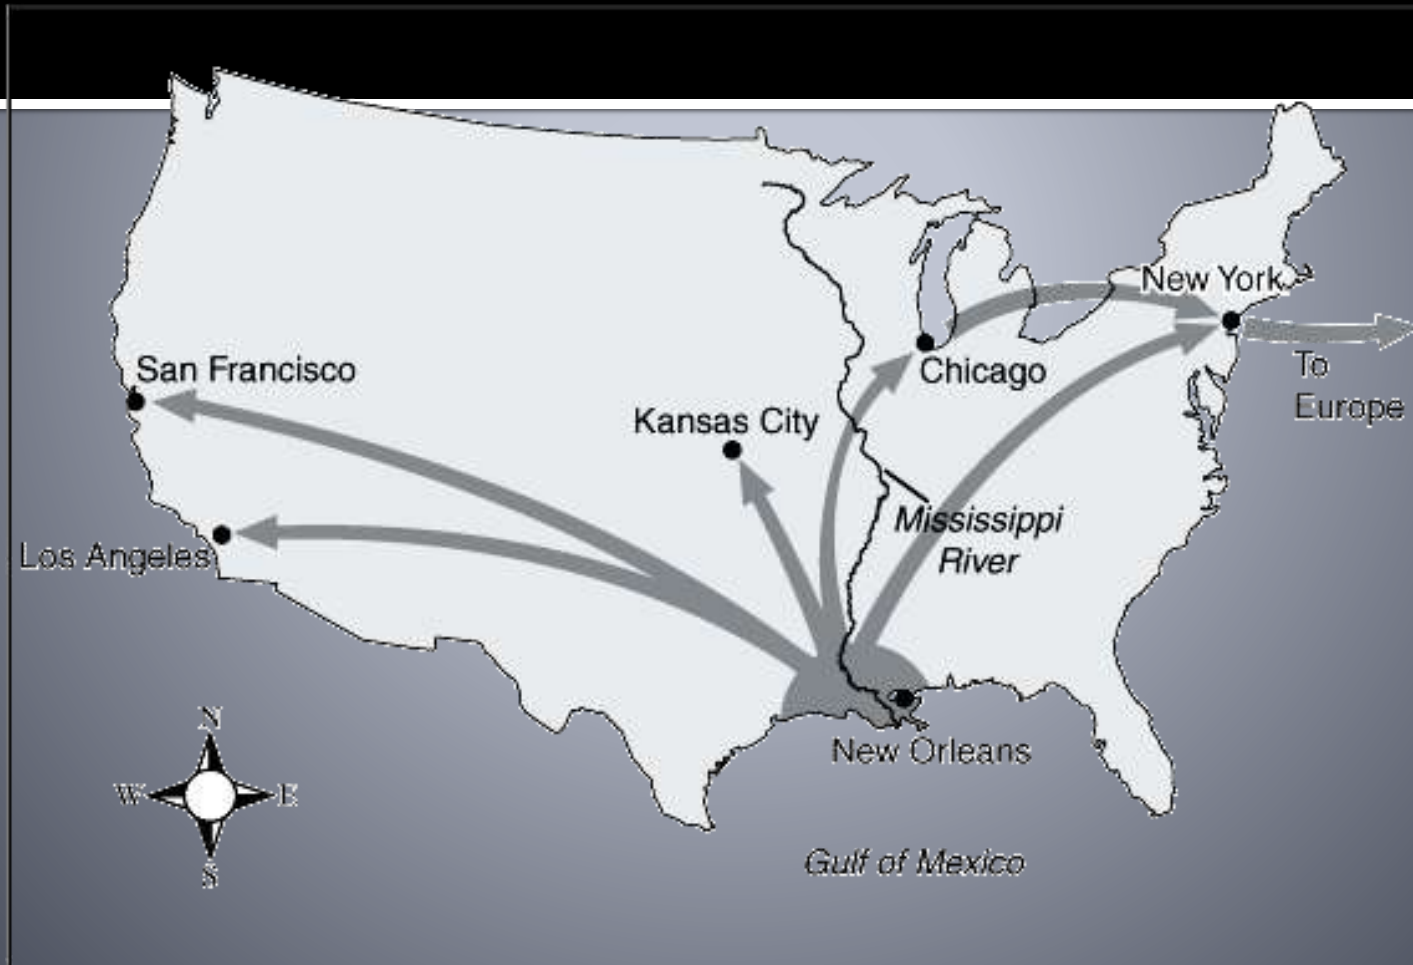 New York
San Francisco
Chicago
To
Europe
Kansas City
Mississippi
River
Los Angeles
New Orleans
N
W
E
S
Gulf of Mexico